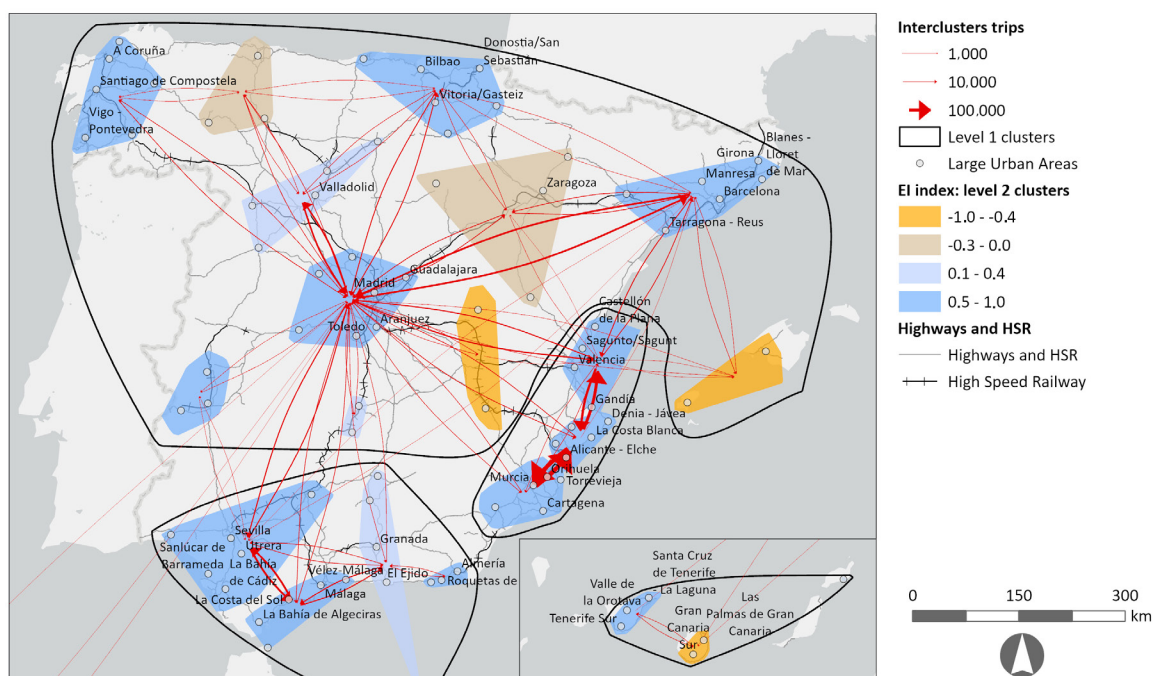 A Coruña
Santiago de Compostela
Vigo -
Pontevedra
Bilbao
Donostia/San
Sebastián
Vitoria/Gasteiz
Valladolid
Zaragoza
Blanes -
Girona
Lloret
Manresa
de Mar
Barcelona
Tarragona - Reus
Guadalajara
Madrid
Toledo
Aranjuez
Castellón
de la Plana
Sagunto/Sagunt
Valencia
Gandía
Denia - Jávea
La Costa Blanca
Alicante - Elche
Murcia
Orihuela
Torrevieja
Cartagena
Sevilla
Utrera
Sanlúcar de
Barrameda
La Bahía
de Cádiz
La Costa del Sol
La Bahía de Algeciras
Vélez-Málaga
Málaga
Granada
El Ejido
Almería
Roquetas de
Santa Cruz
de Tenerife
- La Laguna
Valle de
la Orotava
Tenerife Sur
Gran
Canaria
Sur
Las
Palmas de Gran
Canaria
Interclusters trips
1.000
10.000
100.000
Level 1 clusters
Large Urban Areas
EI index: level 2 clusters
-1.0 - -0.4
-0.3 - 0.0
0.1 - 0.4
0.5 - 1,0
Highways and HSR
Highways and HSR
High Speed Railway
0 150 300
km